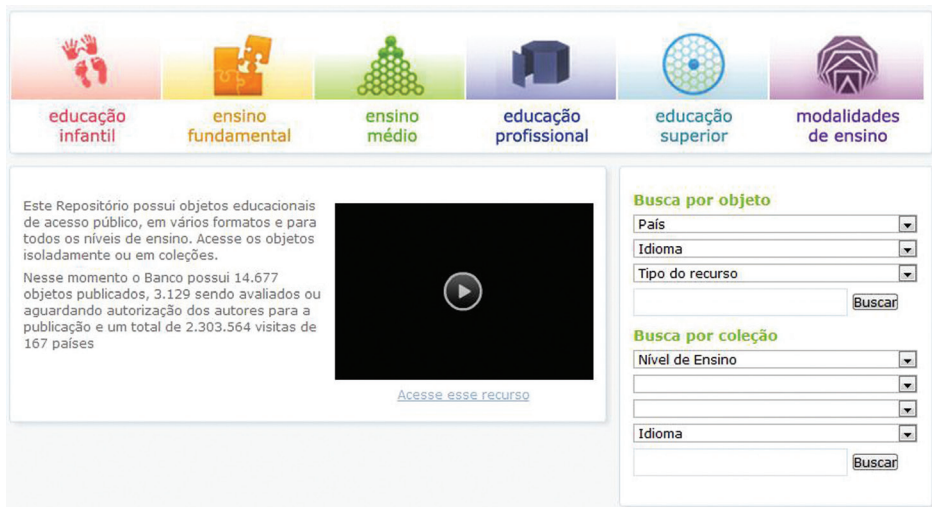 educação
infantil
ensino
fundamental
ensino
médio
educação
profissional
educação
superior
modalidades
de ensino
Este Repositório possui objetos educacionais
de acesso público, em vários formatos e para
todos os níveis de ensino. Acesse os objetos
isoladamente ou em coleções.
Nesse momento o Banco possui 14.677
objetos publicados, 3.129 sendo avaliados ou
aguardando autorização dos autores para a
publicação e um total de 2.303.564 visitas de
167 países
Acesse esse recurso
Busca por objeto
País
Idioma
Tipo do recurso
Buscar
Busca por coleção
Nível de Ensino
Idioma
Buscar